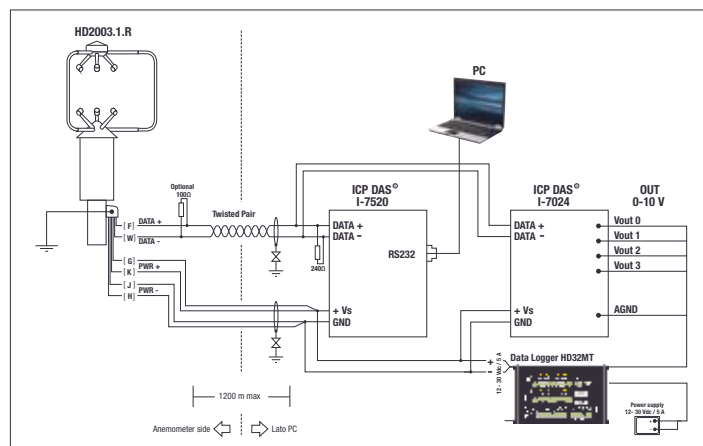 HD2003.1.R
PC
Optional
100Ω
Twisted Pair
ICP DAS®
I-7520
ICP DAS®
I-7024
OUT
0-10 V
[ F ] DATA +
[ W ] DATA -
DATA +
DATA -
240Ω
RS232
DATA +
DATA -
Vout 0
Vout 1
Vout 2
Vout 3
[ G ]
[ K ] PWR +
[ J ]
[ H ] PWR -
+ Vs
GND
+ Vs
GND
AGND
+
-
12- 30 Vdc / 5 A
Data Logger HD32MT
1200 m max
Power supply
12- 30 Vdc / 5 A
+
-
Anemometer side
Lato PC